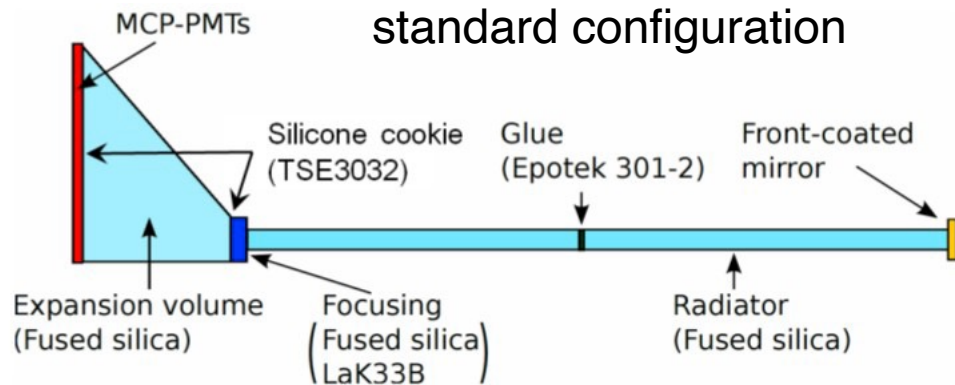 standard configuration
MCP-PMTs
Silicone cookie
(TSE3032)
Glue
(Epotek 301-2)
Front-coated
mirror
Expansion volume
(Fused silica)
Focusing
(Fused silica)
(LaK33B)
Radiator
(Fused silica)